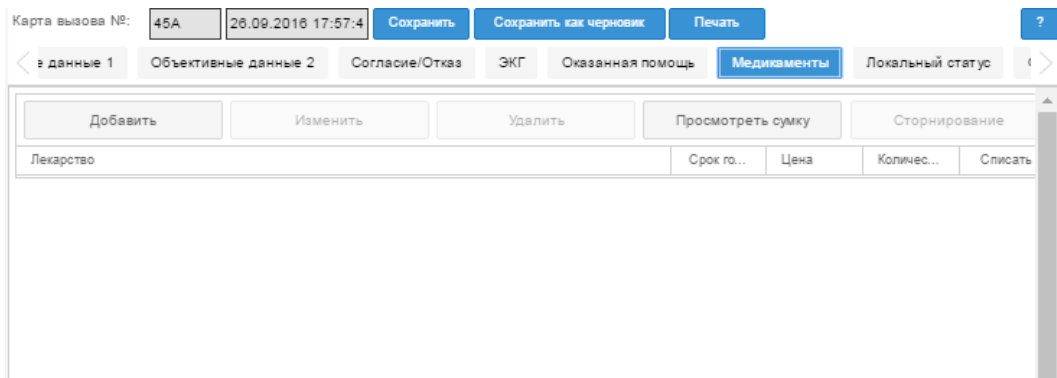 Карта вызова №: 45А 26.09.2016 17:57:4 Сохранить Сохранить как черновик Печать ?
е данные 1 Объективные данные 2 Согласие/Отказ ЭКГ Оказанная помощь Медикаменты Локальный статус
Добавить Изменить Удалить Просмотреть сумку Сторнирование
Лекарство Срок го... Цена Количес... Списать